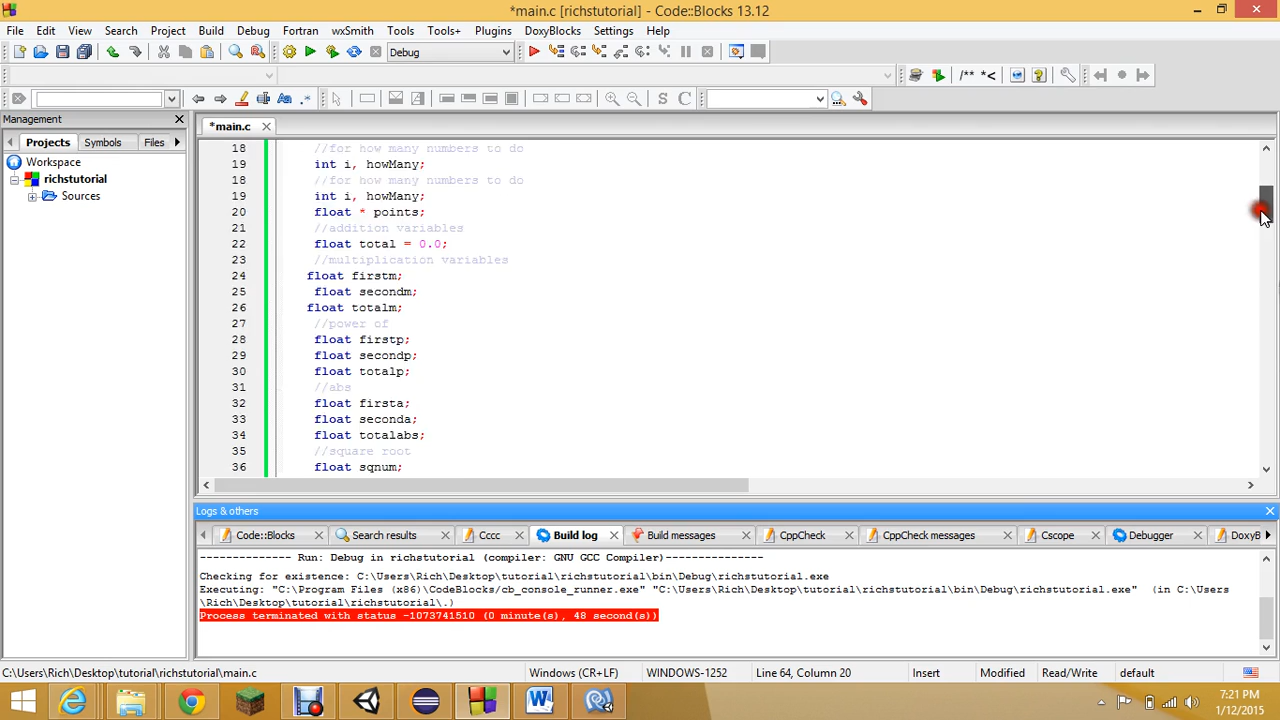 *main.c [richstutorial] - Code::Blocks 13.12
File Edit View Search Project Build Debug Fortran wxSmith Tools Tools+ Plugins DoxyBlocks Settings Help
Debug
/** *<
Aa .*
S C
Management
Projects Symbols Files
Workspace
richstutorial
Sources
*main.c
18 //for how many numbers to do
19 int i, howMany;
18 //for how many numbers to do
19 int i, howMany;
20 float * points;
21 //addition variables
22 float total = 0.0;
23 //multiplication variables
24 float firstm;
25 float secondm;
26 float totalm;
27 //power of
28 float firstp;
29 float secondp;
30 float totalp;
31 //abs
32 float firsta;
33 float seconda;
34 float totalabs;
35 //square root
36 float sqnum;
Logs & others
Code::Blocks Search results Cccc Build log Build messages CppCheck CppCheck messages Cscope Debugger DoxyB
-------------- Run: Debug in richstutorial (compiler: GNU GCC Compiler)---------------
Checking for existence: C:\Users\Rich\Desktop\tutorial\richstutorial\bin\Debug\richstutorial.exe
Executing: "C:\Program Files (x86)\CodeBlocks/cb_console_runner.exe" "C:\Users\Rich\Desktop\tutorial\richstutorial\bin\Debug\richstutorial.exe"  (in C:\Users
\Rich\Desktop\tutorial\richstutorial\.)
Process terminated with status -1073741510 (0 minute(s), 48 second(s))
C:\Users\Rich\Desktop\tutorial\richstutorial\main.c Windows (CR+LF) WINDOWS-1252 Line 64, Column 20 Insert Modified Read/Write default
7:21 PM
1/12/2015